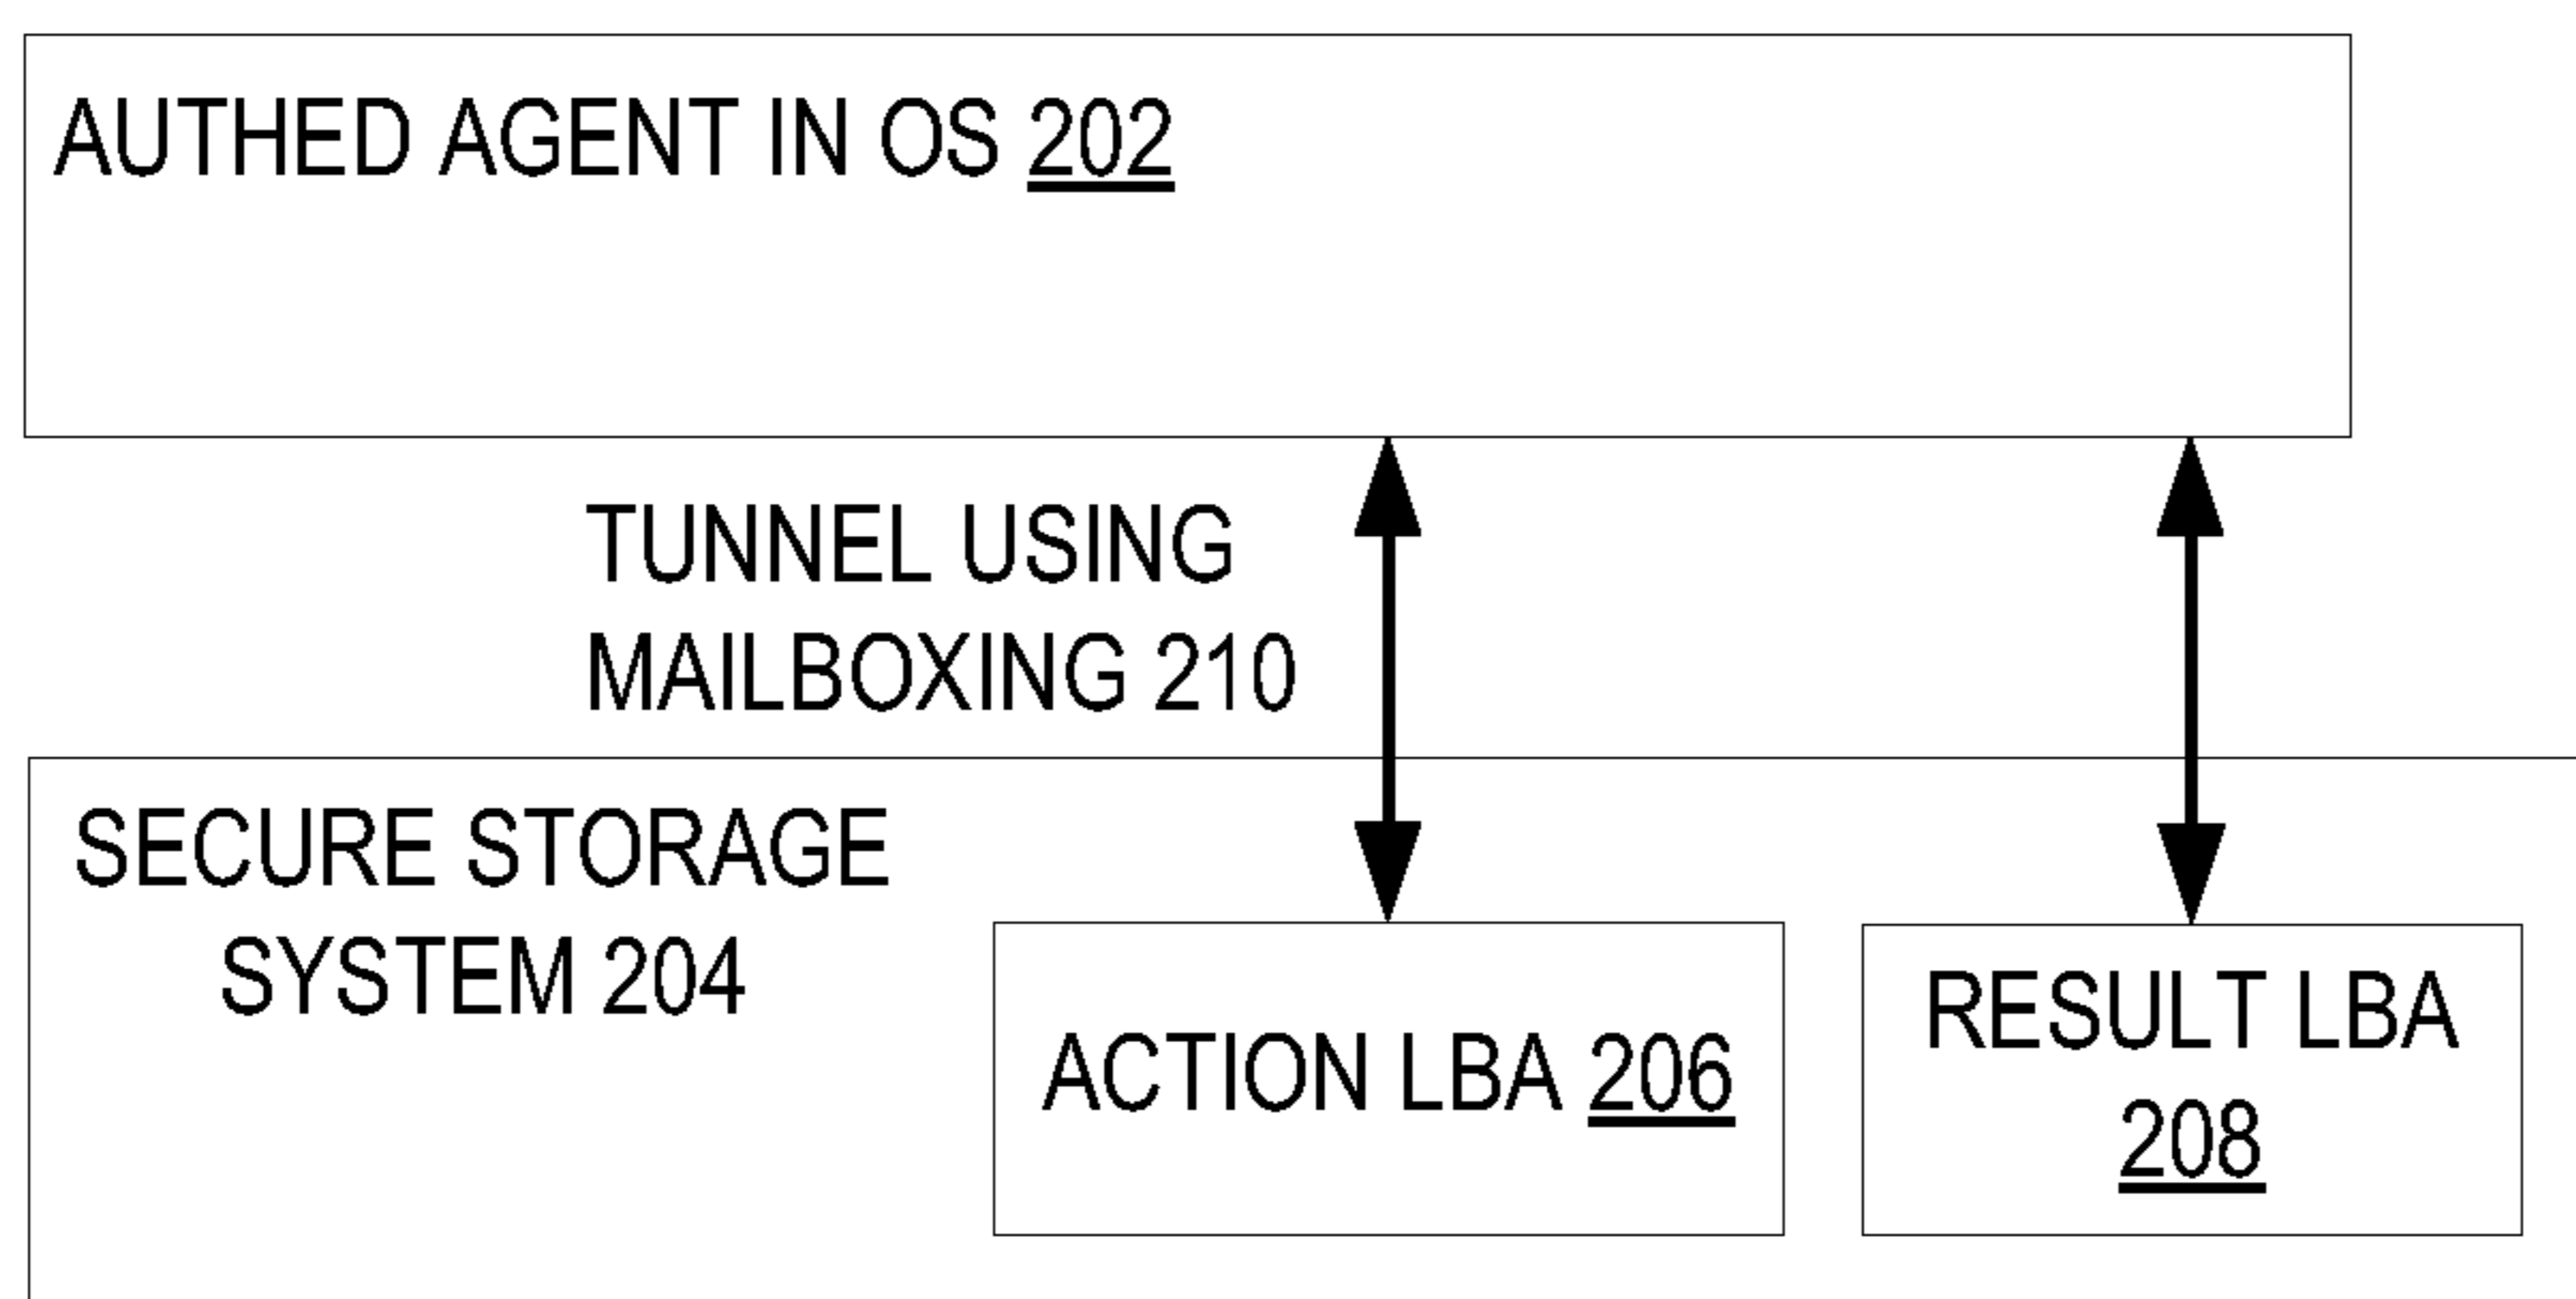 AUTHED AGENT IN OS 202
TUNNEL USING
MAILBOXING 210
SECURE STORAGE
SYSTEM 204
ACTION LBA 206
RESULT LBA
208